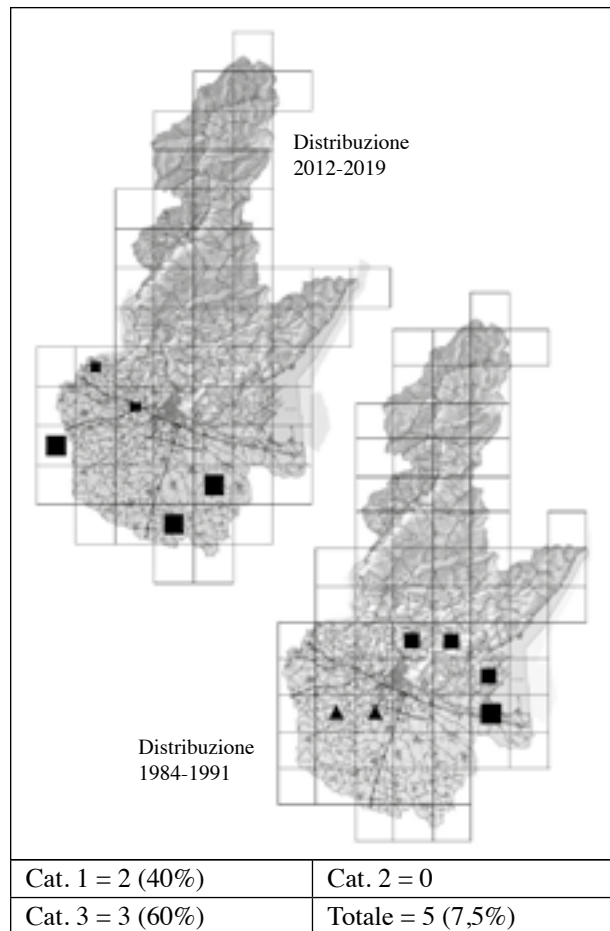 Distribuzione
2012-2019
Distribuzione
1984-1991
Cat. 1 = 2 (40%)
Cat. 2 = 0
Cat. 3 = 3 (60%)
Totale = 5 (7,5%)